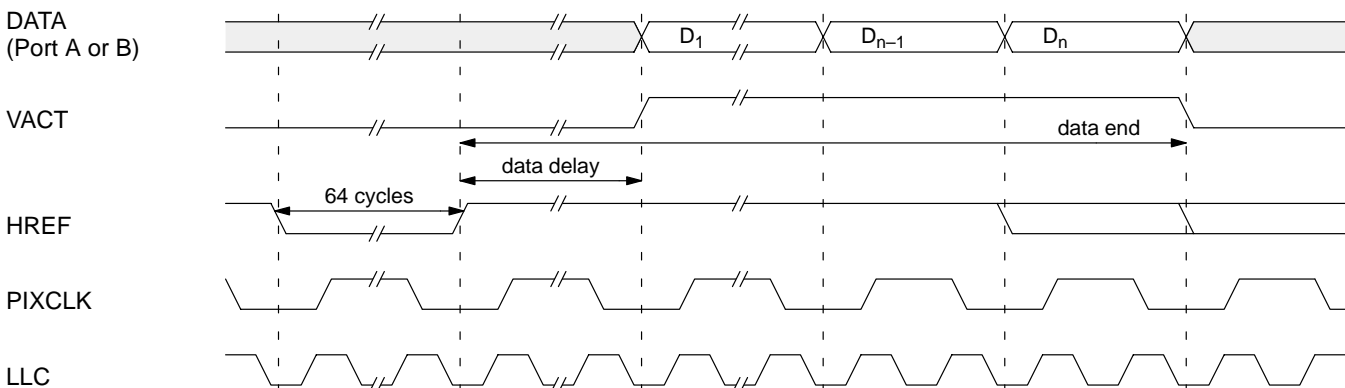 DATA
(Port A or B)
D1
Dn–1
Dn
VACT
data end
data delay
64 cycles
HREF
PIXCLK
LLC